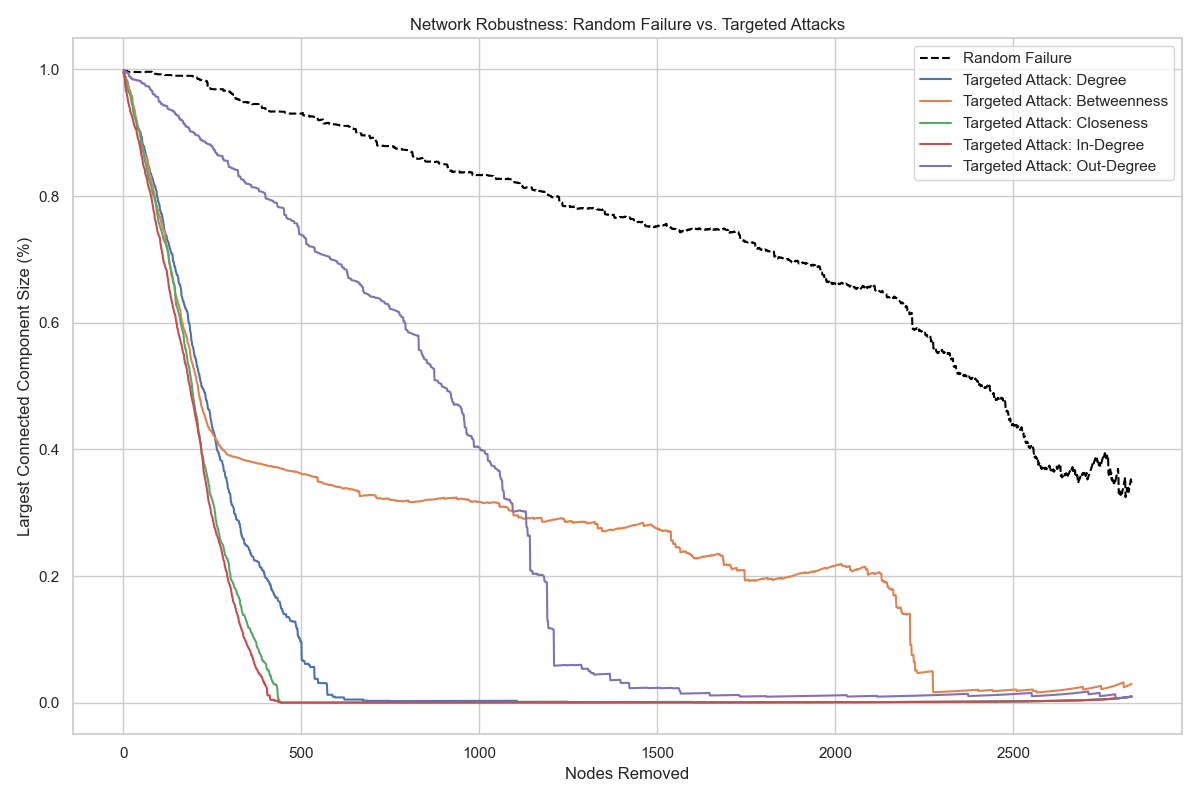 Network Robustness: Random Failure vs. Targeted Attacks
Random Failure
Targeted Attack: Degree
Targeted Attack: Betweenness
Targeted Attack: Closeness
Targeted Attack: In-Degree
Targeted Attack: Out-Degree
Largest Connected Component Size (%)
1.0
0.8
0.6
0.4
0.2
0.0
0
500
1000
1500
2000
2500
Nodes Removed